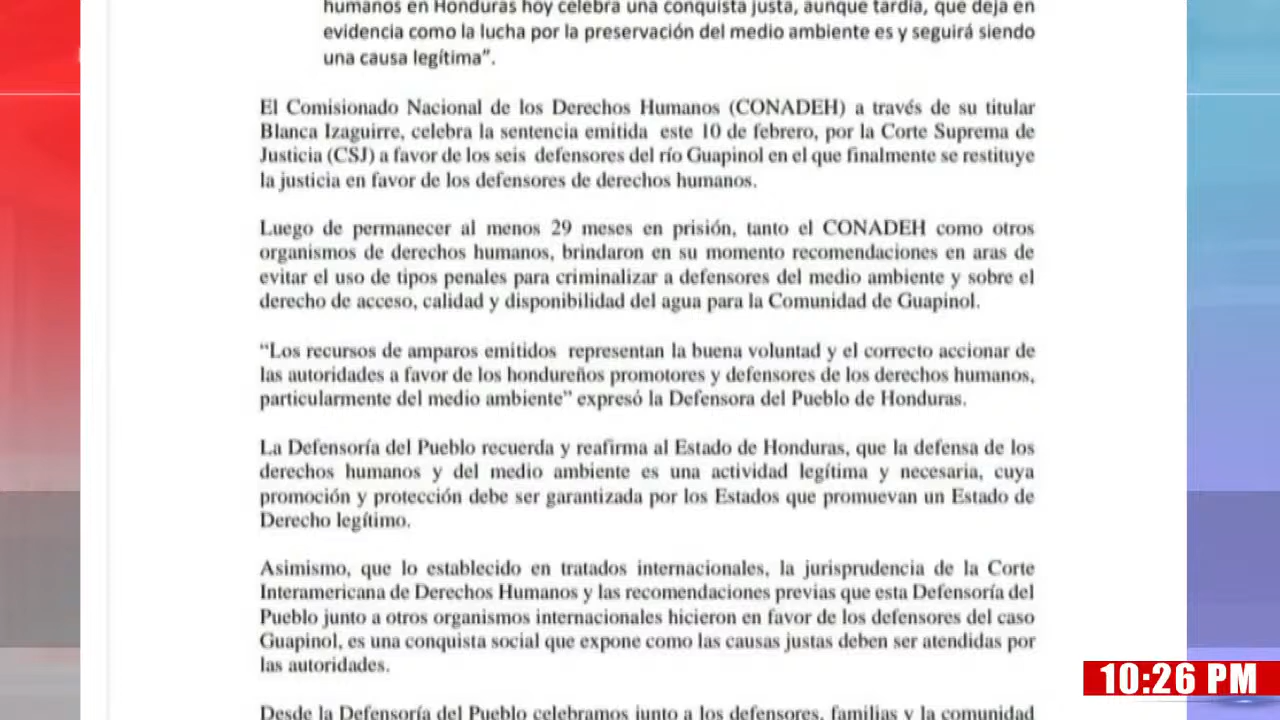 humanos en Honduras hoy celebra una conquista justa, aunque tardía, que deja en
evidencia como la lucha por la preservación del medio ambiente es y seguirá siendo
una causa legítima”.
El Comisionado Nacional de los Derechos Humanos (CONADEH) a través de su titular
Blanca Izaguirre, celebra la sentencia emitida este 10 de febrero, por la Corte Suprema de
Justicia (CSJ) a favor de los seis defensores del río Guapinol en el que finalmente se restituye
la justicia en favor de los defensores de derechos humanos.
Luego de permanecer al menos 29 meses en prisión, tanto el CONADEH como otros
organismos de derechos humanos, brindaron en su momento recomendaciones en aras de
evitar el uso de tipos penales para criminalizar a defensores del medio ambiente y sobre el
derecho de acceso, calidad y disponibilidad del agua para la Comunidad de Guapinol.
“Los recursos de amparos emitidos representan la buena voluntad y el correcto accionar de
las autoridades a favor de los hondureños promotores y defensores de los derechos humanos,
particularmente del medio ambiente” expresó la Defensora del Pueblo de Honduras.
La Defensoría del Pueblo recuerda y reafirma al Estado de Honduras, que la defensa de los
derechos humanos y del medio ambiente es una actividad legítima y necesaria, cuya
promoción y protección debe ser garantizada por los Estados que promuevan un Estado de
Derecho legítimo.
Asimismo, que lo establecido en tratados internacionales, la jurisprudencia de la Corte
Interamericana de Derechos Humanos y las recomendaciones previas que esta Defensoría del
Pueblo junto a otros organismos internacionales hicieron en favor de los defensores del caso
Guapinol, es una conquista social que expone como las causas justas deben ser atendidas por
las autoridades.
Desde la Defensoría del Pueblo celebramos junto a los defensores, familias y la comunidad
10:26 PM